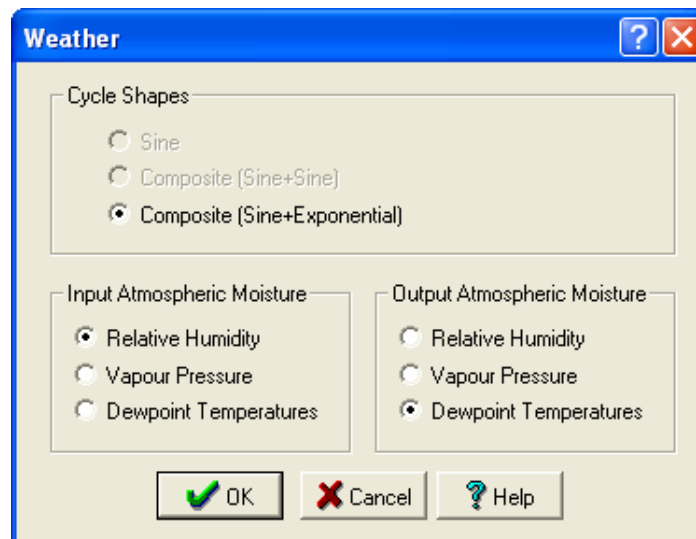 Weather
Cycle Shapes
Sine
Composite (Sine+Sine)
Composite (Sine+Exponential)
Input Atmospheric Moisture
Relative Humidity
Vapour Pressure
Dewpoint Temperatures
Output Atmospheric Moisture
Relative Humidity
Vapour Pressure
Dewpoint Temperatures
OK
Cancel
Help